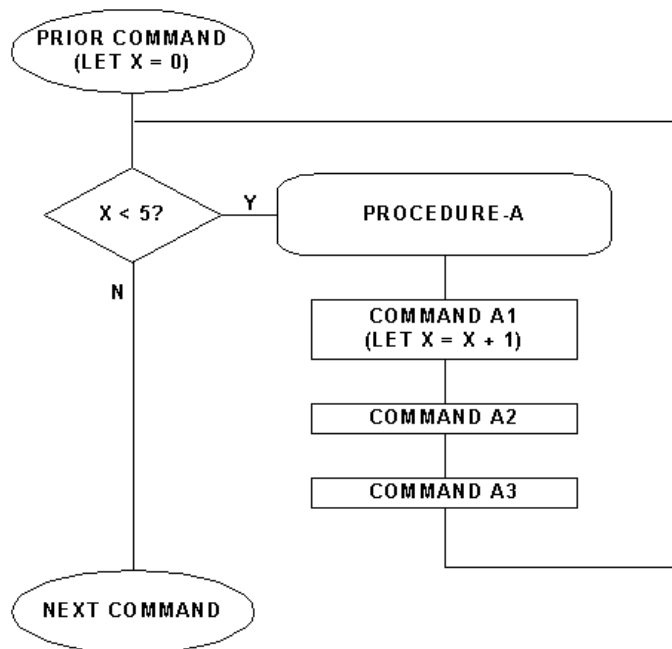 PRIOR COMMAND
(LET X = 0)
X < 5?
Y
PROCEDURE-A
N
COMMAND A1
(LET X = X + 1)
COMMAND A2
COMMAND A3
NEXT COMMAND